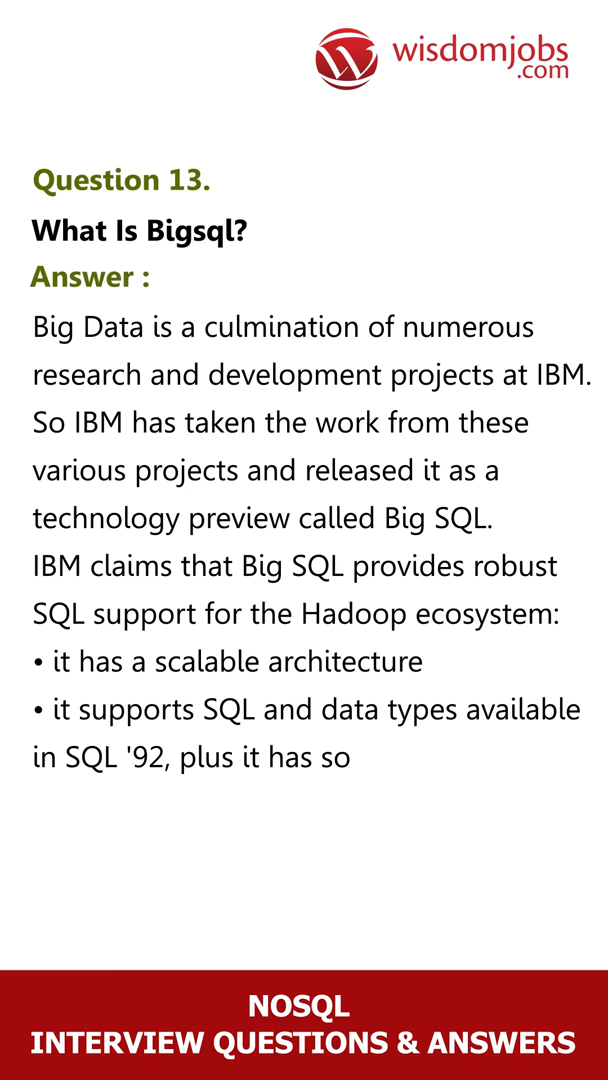 wisdomjobs
.com
Question 13.
What Is Bigsql?
Answer :
Big Data is a culmination of numerous
research and development projects at IBM.
So IBM has taken the work from these
various projects and released it as a
technology preview called Big SQL.
IBM claims that Big SQL provides robust
SQL support for the Hadoop ecosystem:
• it has a scalable architecture
• it supports SQL and data types available
in SQL '92, plus it has so
NOSQL
INTERVIEW QUESTIONS & ANSWERS